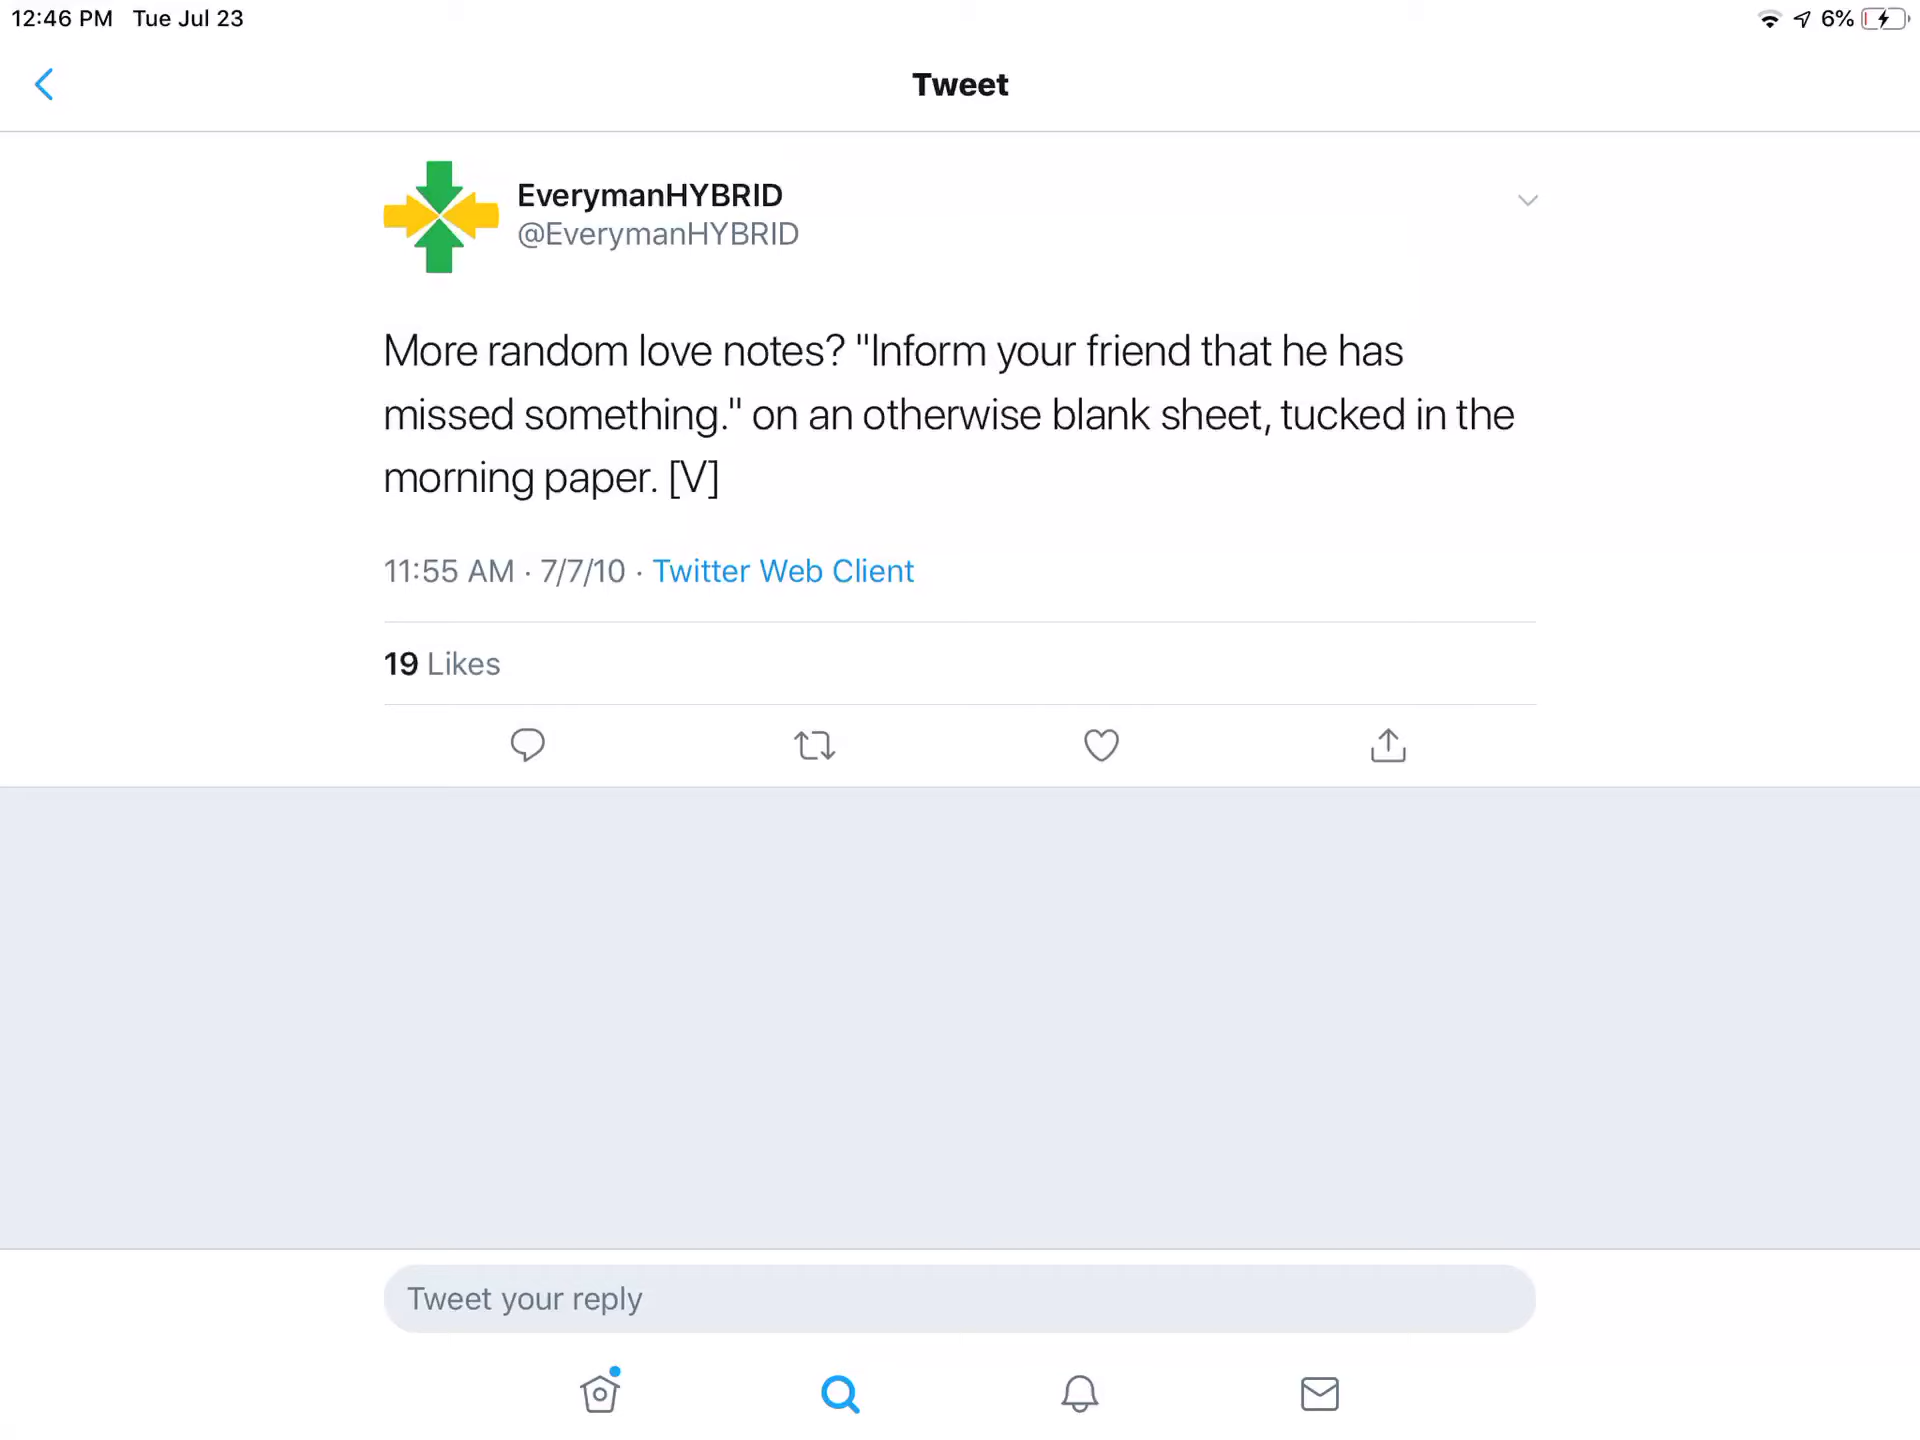 12:46 PM Tue Jul 23
6%
Tweet
EverymanHYBRID
@EverymanHYBRID
More random love notes? "Inform your friend that he has
missed something." on an otherwise blank sheet, tucked in the
morning paper. [V]
11:55 AM · 7/7/10 · Twitter Web Client
19 Likes
Tweet your reply